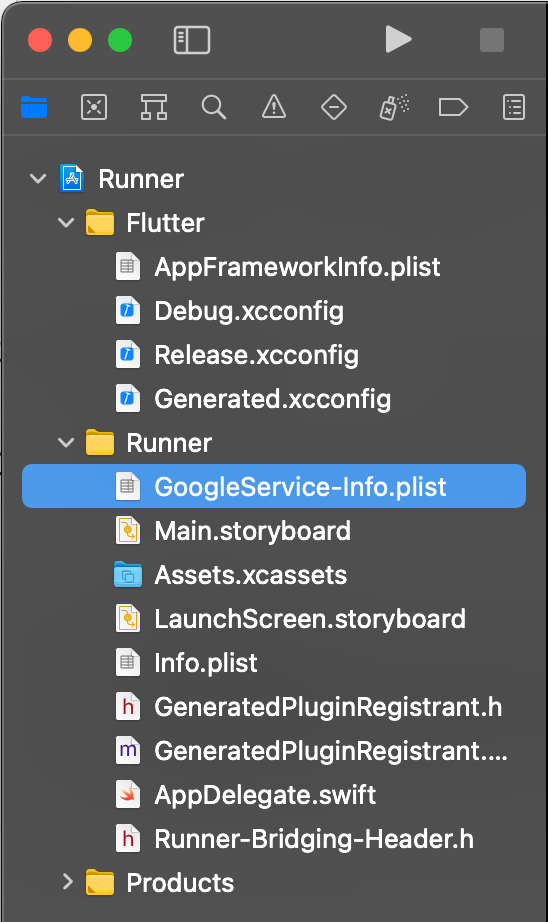 Runner
Flutter
AppFrameworkInfo.plist
Debug.xcconfig
Release.xcconfig
Generated.xcconfig
Runner
GoogleService-Info.plist
Main.storyboard
Assets.xcassets
LaunchScreen.storyboard
Info.plist
GeneratedPluginRegistrant.h
GeneratedPluginRegistrant....
AppDelegate.swift
Runner-Bridging-Header.h
Products